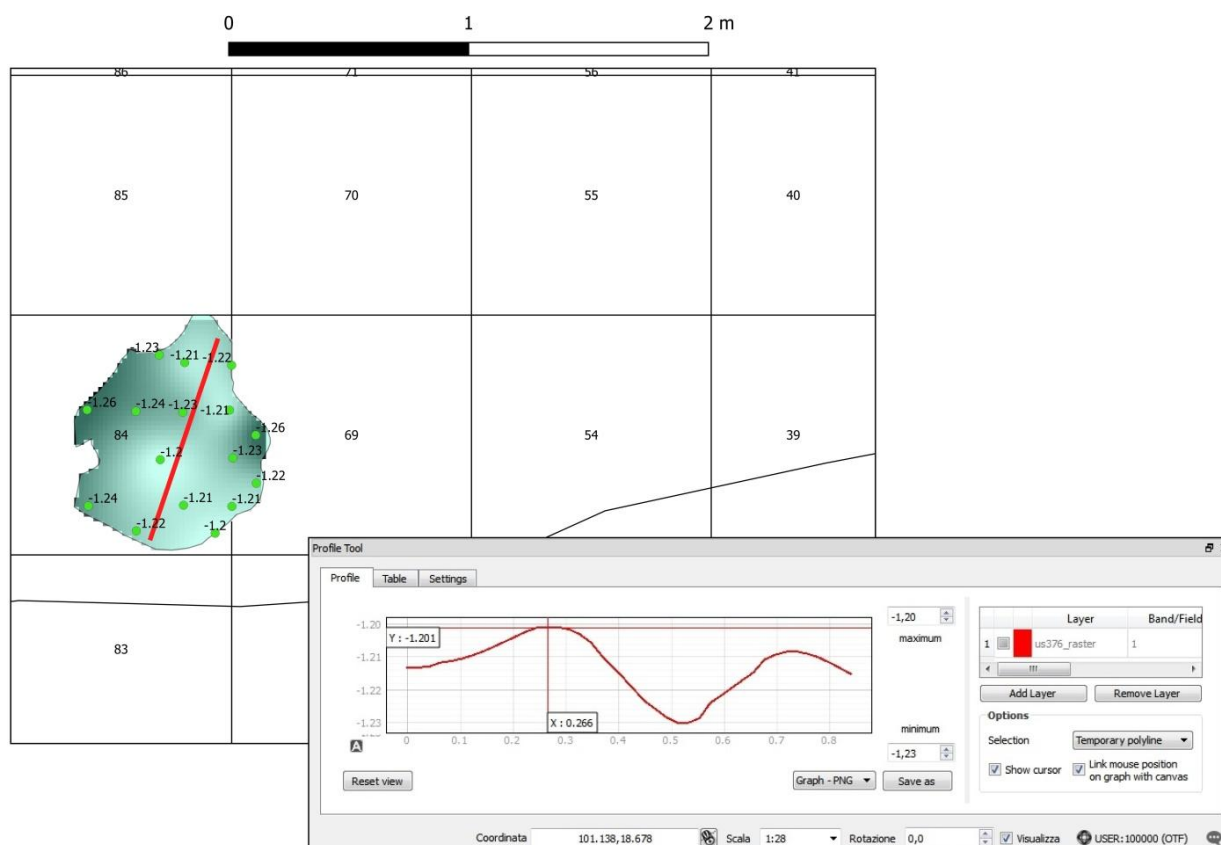 0 1 2 m
86 71 56 41
85 70 55 40
-1.23 -1.21 -1.22
-1.26 -1.24 -1.23 -1.21
-1.26
84 69 54 39
-1.2 -1.23
-1.22
-1.24 -1.21 -1.21
-1.22 -1.2
83
Profile Tool
Profile Table Settings
-1.20
Y : -1.201
-1.21
-1.22
-1.23
X : 0.266
0 0.1 0.2 0.3 0.4 0.5 0.6 0.7 0.8
A
-1,20
maximum
minimum
-1,23
Layer Band/Field
1 us376_raster 1
Add Layer Remove Layer
Options
Selection Temporary polyline
Show cursor Link mouse position
on graph with canvas
Reset view Graph - PNG Save as
Coordinata 101.138,18.678 Scala 1:28 Rotazione 0,0 Visualizza USER:100000 (OTF)